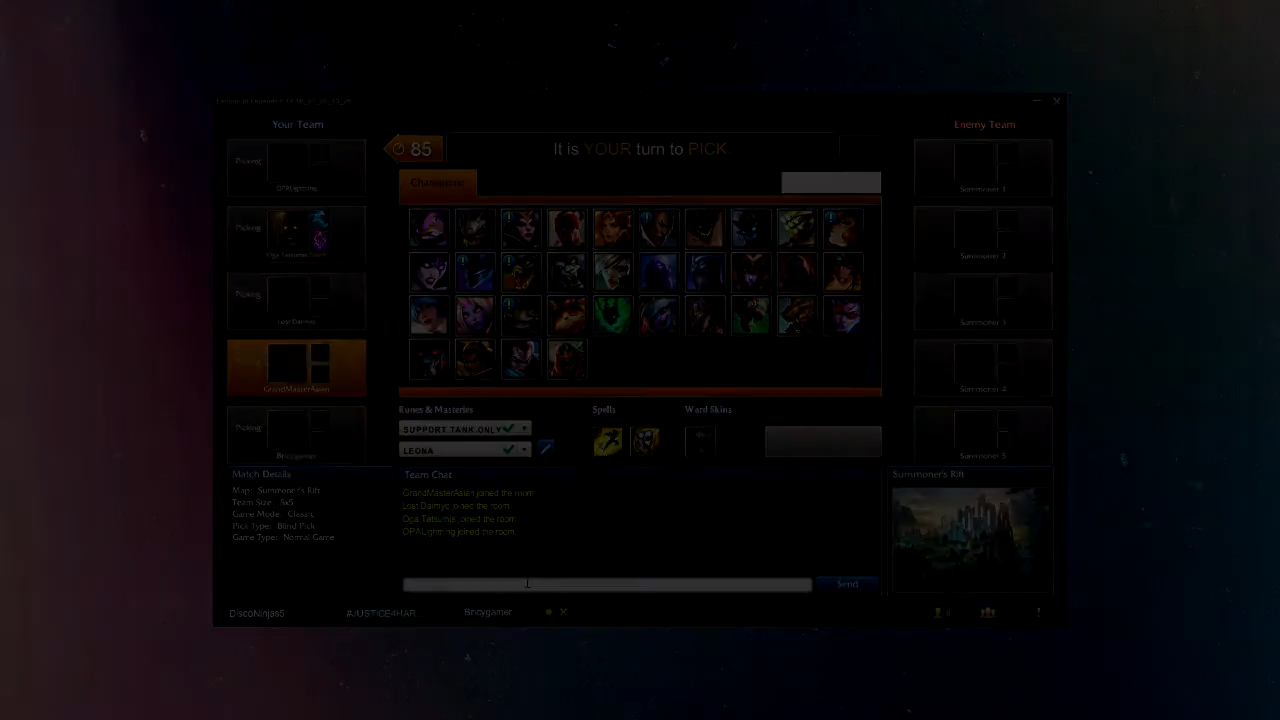 Your Team
85
It is YOUR turn to PICK.
Enemy Team
Champions
Picking
OPALightning
Picking
Oga Tatsumis
Picking
Lost Daimyo
GrandMasterAsian
Picking
Bricygamer
Summoner 1
Summoner 2
Summoner 3
Summoner 4
Summoner 5
Runes & Masteries
SUPPORT TANK ONLY
LEONA
Spells
Ward Skins
Match Details
Map: Summoner's Rift
Team Size: 5x5
Game Mode: Classic
Pick Type: Blind Pick
Game Type: Normal Game
Team Chat
GrandMasterAsian joined the room.
Lost Daimyo joined the room.
Oga Tatsumis joined the room.
OPALightning joined the room.
Send
Summoner's Rift
DiscoNinjas5
#JUSTICE4HAR...
Bricygamer